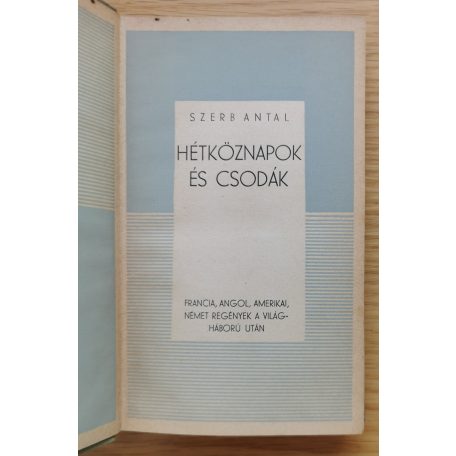 SZERB ANTAL
HÉTKÖZNAPOK
ÉS CSODÁK
FRANCIA, ANGOL, AMERIKAI,
NÉMET REGÉNYEK A VILÁG-
HÁBORÚ UTÁN